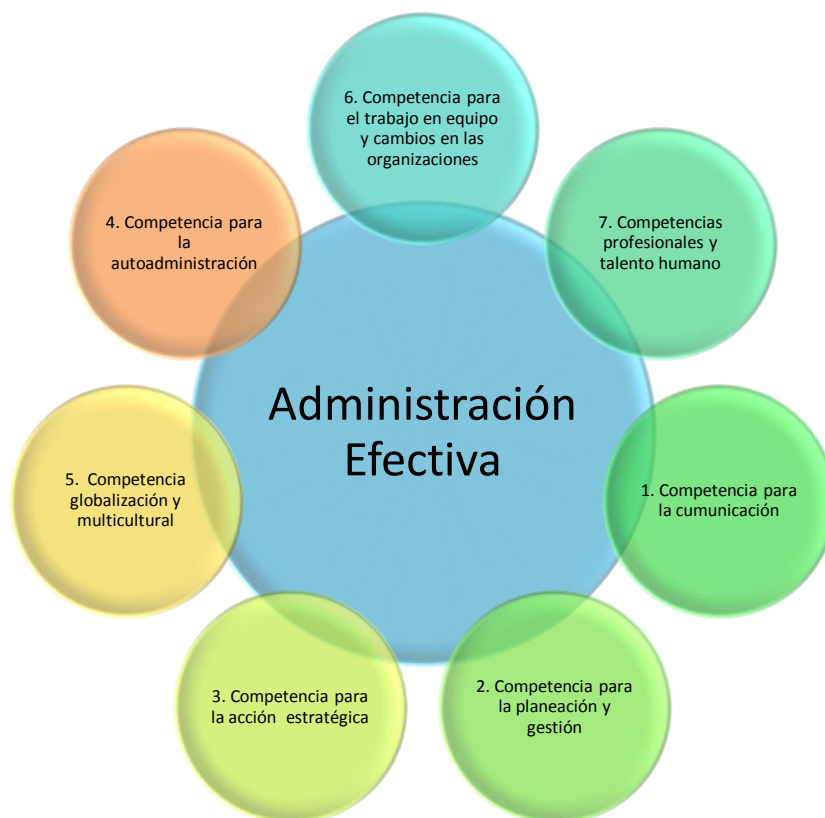 6. Competencia para
el trabajo en equipo
y cambios en las
organizaciones
4. Competencia para
la
autoadministración
7. Competencias
profesionales y
talento humano
Administración
Efectiva
5. Competencia
globalización y
multicultural
1. Competencia para
la cumunicación
3. Competencia para
la acción estratégica
2. Competencia para
la planeación y
gestión